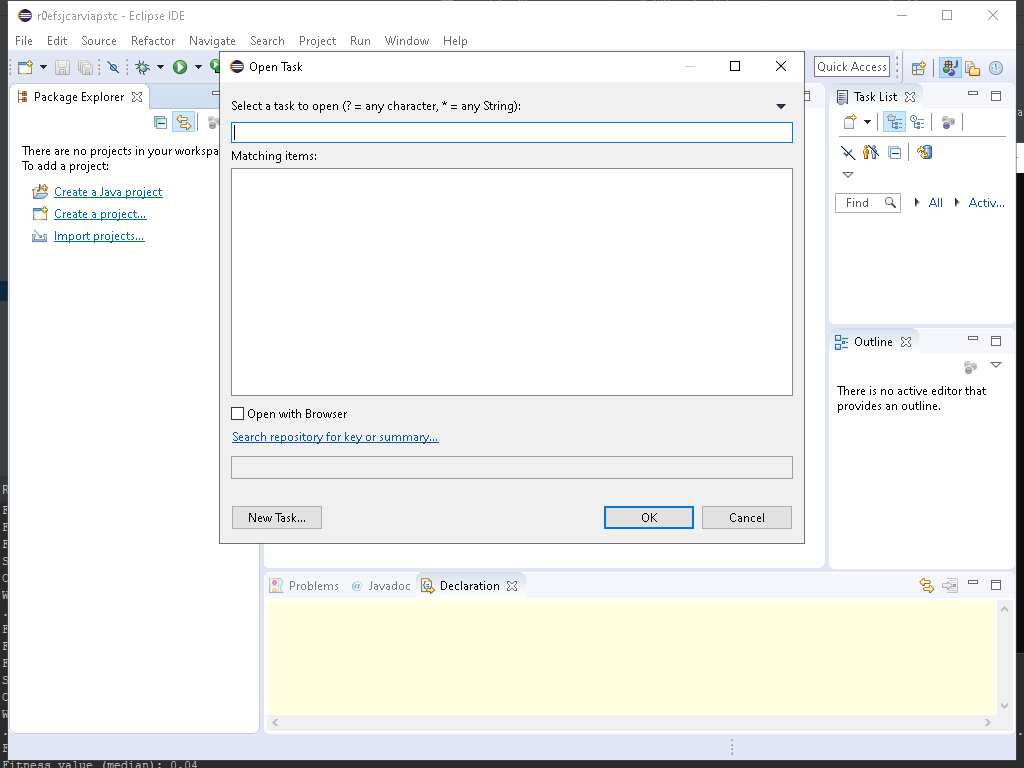 r0efsjcarviapstc - Eclipse IDE
File Edit Source Refactor Navigate Search Project Run Window Help
Quick Access
Package Explorer
There are no projects in your workspa
To add a project:
Create a Java project
Create a project...
Import projects...
Open Task
Select a task to open (? = any character, * = any String):
Matching items:
Open with Browser
Search repository for key or summary...
New Task...
OK
Cancel
Task List
Find
All
Activ...
Outline
There is no active editor that
provides an outline.
Problems
@ Javadoc
Declaration
Fitness value (median): 0.04